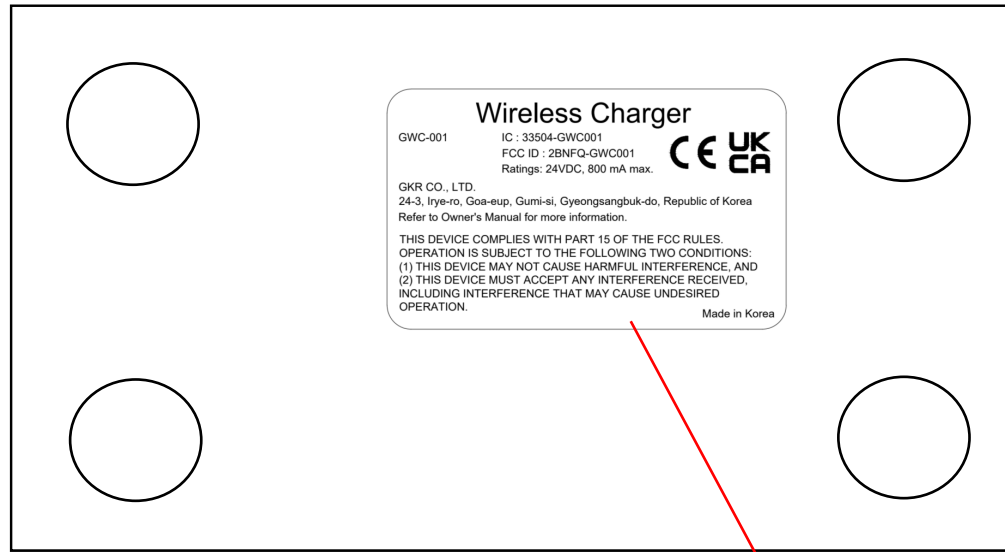 Wireless Charger
GWC-001
IC : 33504-GWC001
FCC ID : 2BNFQ-GWC001
Ratings: 24VDC, 800 mA max.
CE UK CA
GKR CO., LTD.
24-3, Irye-ro, Goa-eup, Gumi-si, Gyeongsangbuk-do, Republic of Korea
Refer to Owner's Manual for more information.
THIS DEVICE COMPLIES WITH PART 15 OF THE FCC RULES.
OPERATION IS SUBJECT TO THE FOLLOWING TWO CONDITIONS:
(1) THIS DEVICE MAY NOT CAUSE HARMFUL INTERFERENCE, AND
(2) THIS DEVICE MUST ACCEPT ANY INTERFERENCE RECEIVED,
INCLUDING INTERFERENCE THAT MAY CAUSE UNDESIRED
OPERATION.
Made in Korea